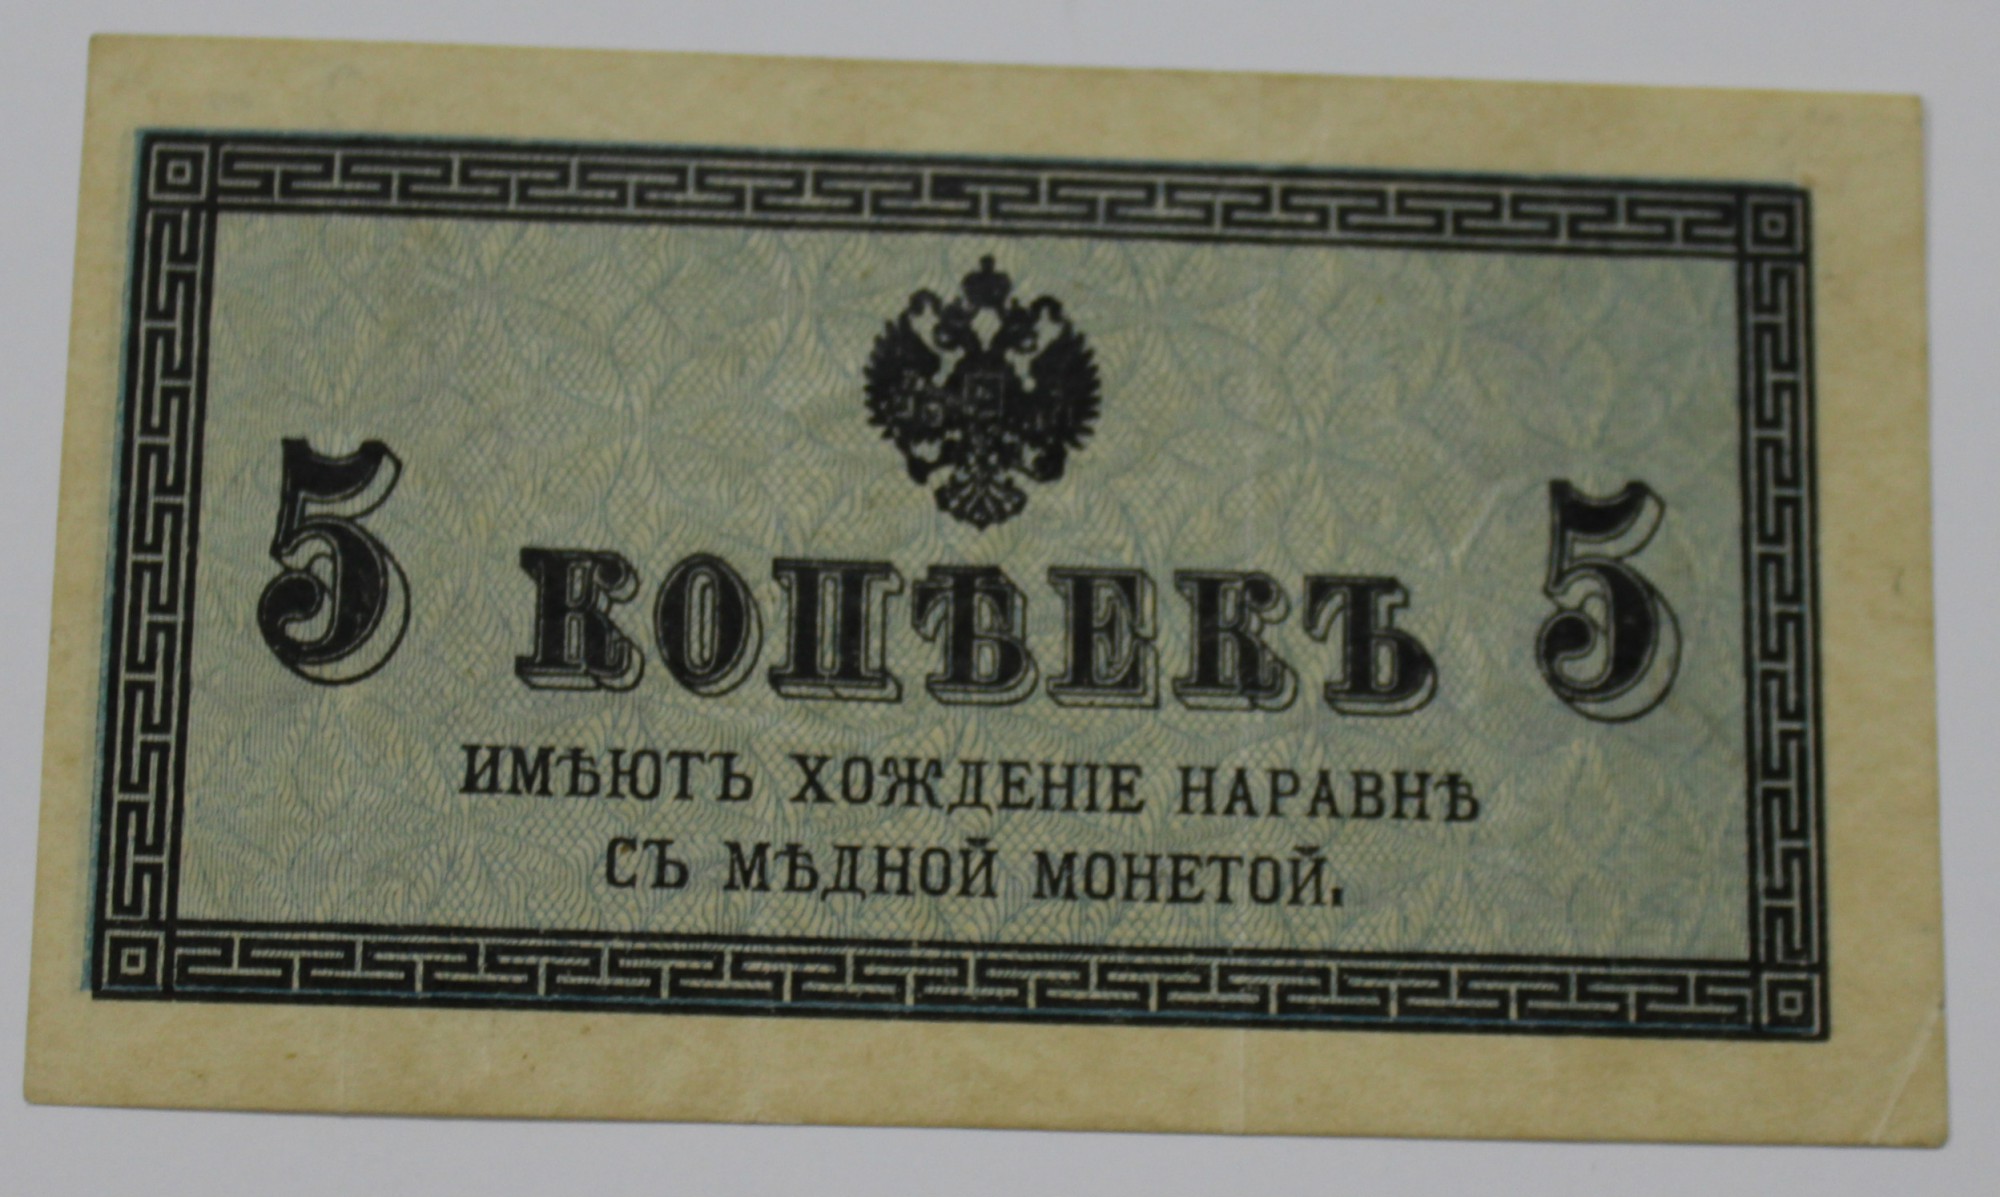 5 КОПѢЕКЪ 5
ИМѢЮТЪ ХОЖДЕНІЕ НАРАВНѢ
СЪ МѢДНОЙ МОНЕТОЙ.